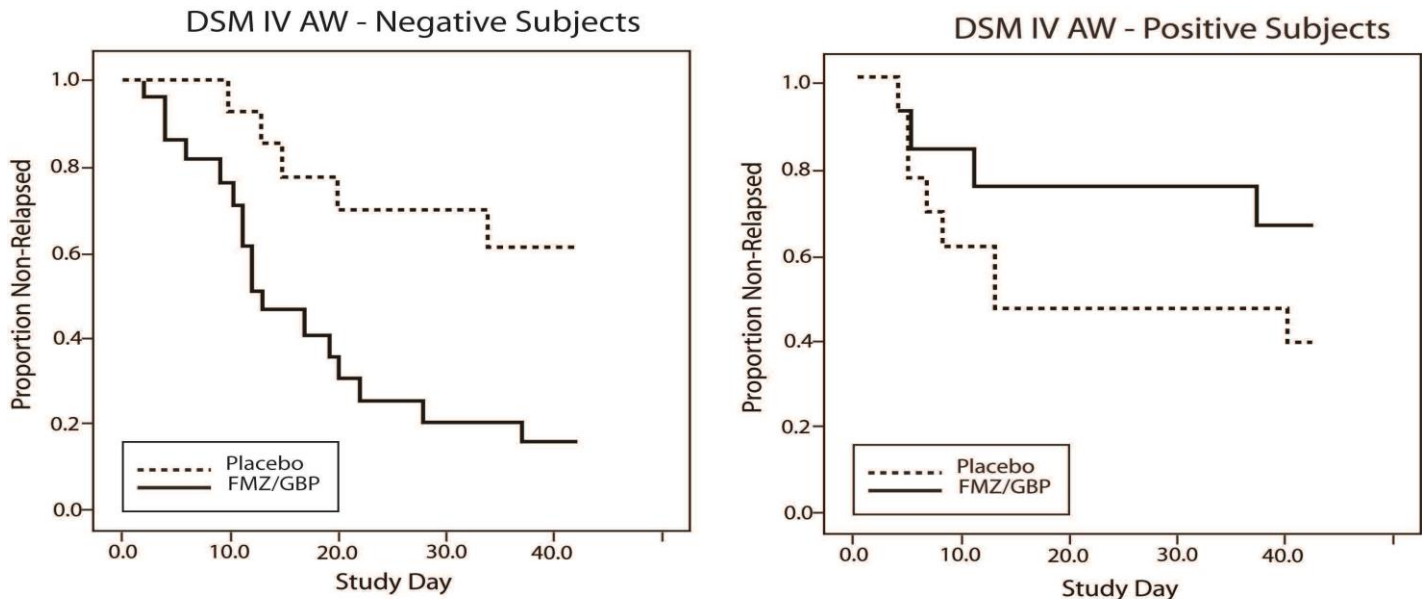 DSM IV AW - Negative Subjects
Proportion Non-Relapsed
1.0
0.8
0.6
0.4
0.2
0.0
Placebo
FMZ/GBP
0.0 10.0 20.0 30.0 40.0
Study Day
DSM IV AW - Positive Subjects
Proportion Non-Relapsed
1.0
0.8
0.6
0.4
0.2
0.0
Placebo
FMZ/GBP
0.0 10.0 20.0 30.0 40.0
Study Day